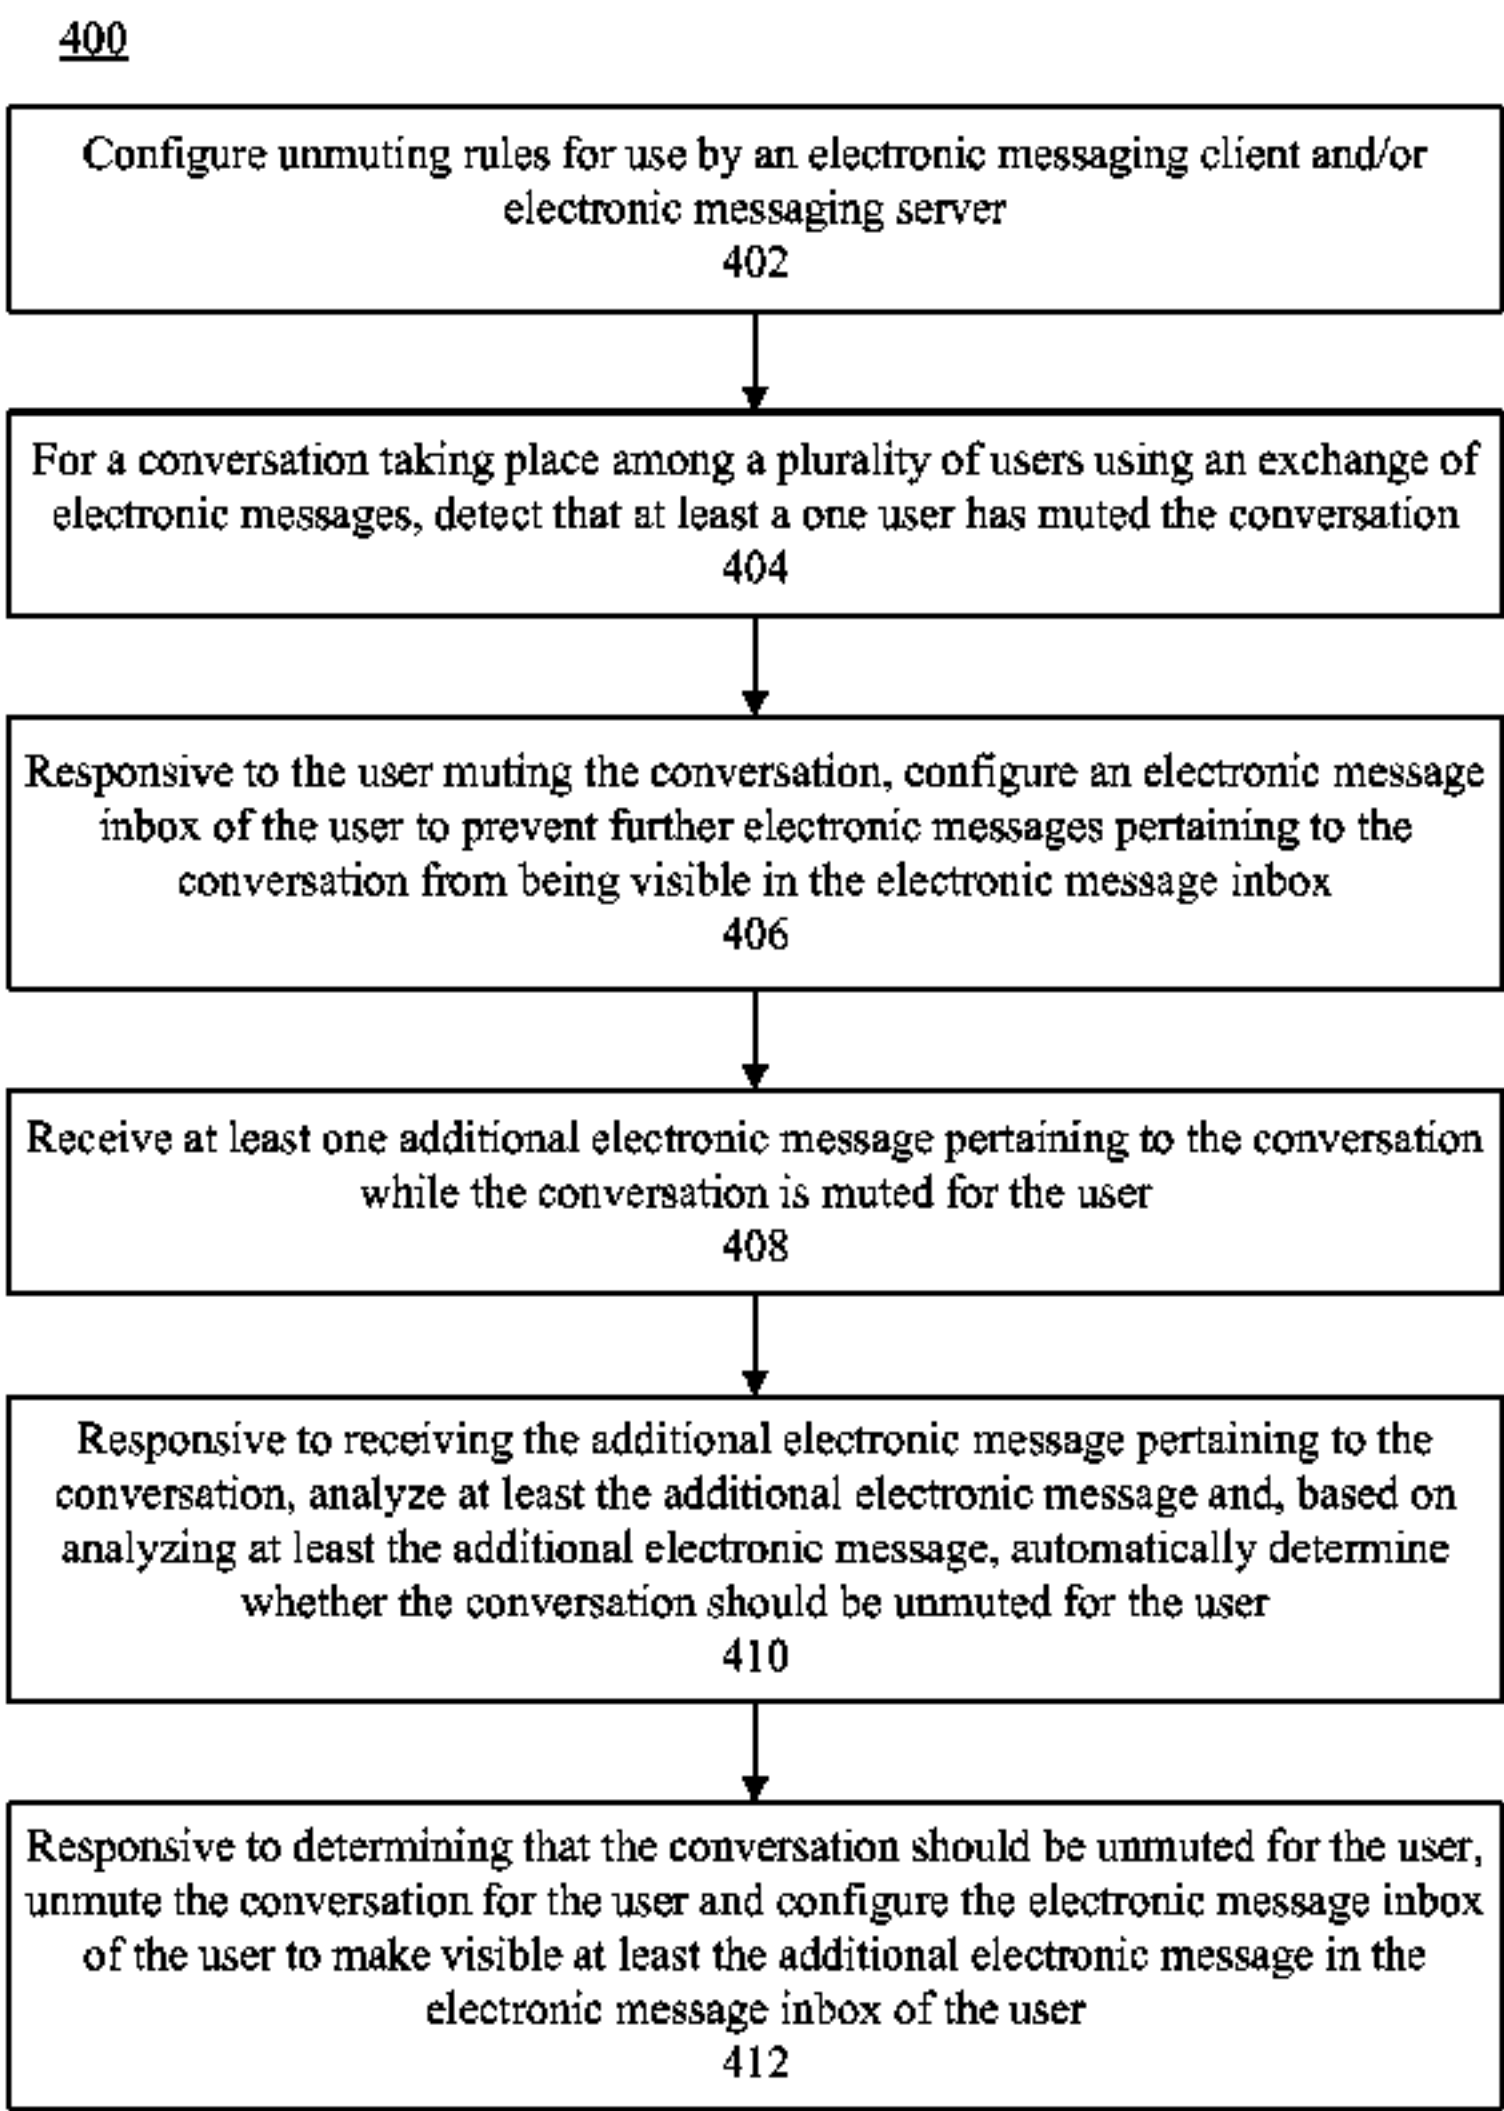 400
Configure unmuting rules for use by an electronic messaging client and/or
electronic messaging server
402
For a conversation taking place among a plurality of users using an exchange of
electronic messages, detect that at least a one user has muted the conversation
404
Responsive to the user muting the conversation, configure an electronic message
inbox of the user to prevent further electronic messages pertaining to the
conversation from being visible in the electronic message inbox
406
Receive at least one additional electronic message pertaining to the conversation
while the conversation is muted for the user
408
Responsive to receiving the additional electronic message pertaining to the
conversation, analyze at least the additional electronic message and, based on
analyzing at least the additional electronic message, automatically determine
whether the conversation should be unmuted for the user
410
Responsive to determining that the conversation should be unmuted for the user,
unmute the conversation for the user and configure the electronic message inbox
of the user to make visible at least the additional electronic message in the
electronic message inbox of the user
412